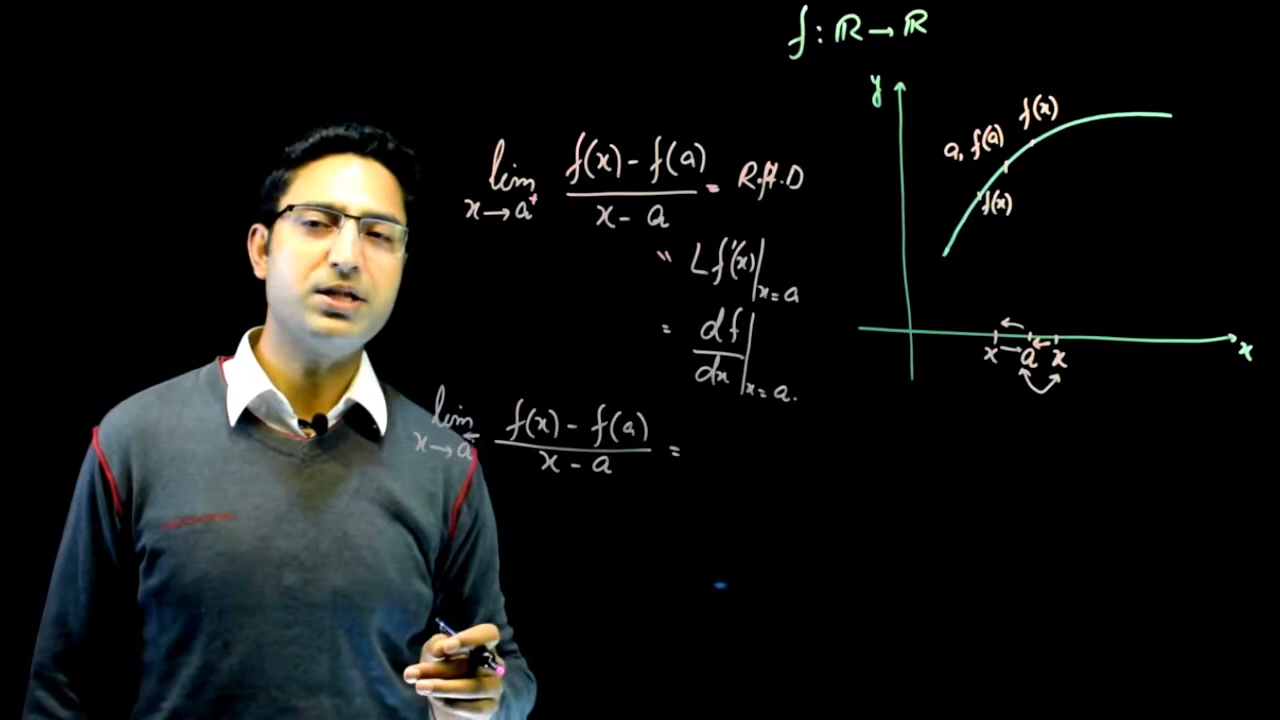 f : ℝ → ℝ
lim x→a⁺ (f(x) - f(a))/(x - a) = R.H.D
" Lf'(x)|x=a
= df/dx|x=a.
lim x→a⁻ (f(x) - f(a))/(x - a) =
y
f(x)
a, f(a)
f(x)
x → a x
x